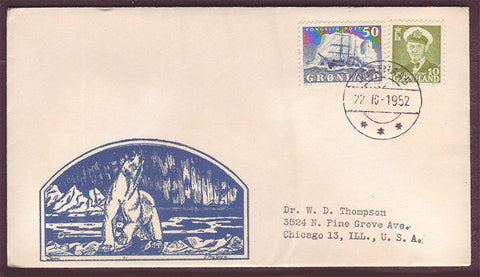 KONGELIG POST
50
GRØNLAND
10
GRØNLAND
22-10-1952
Dr. W. D. Thompson
3524 N. Pine Grove Ave.
Chicago 13, ILL., U. S. A.